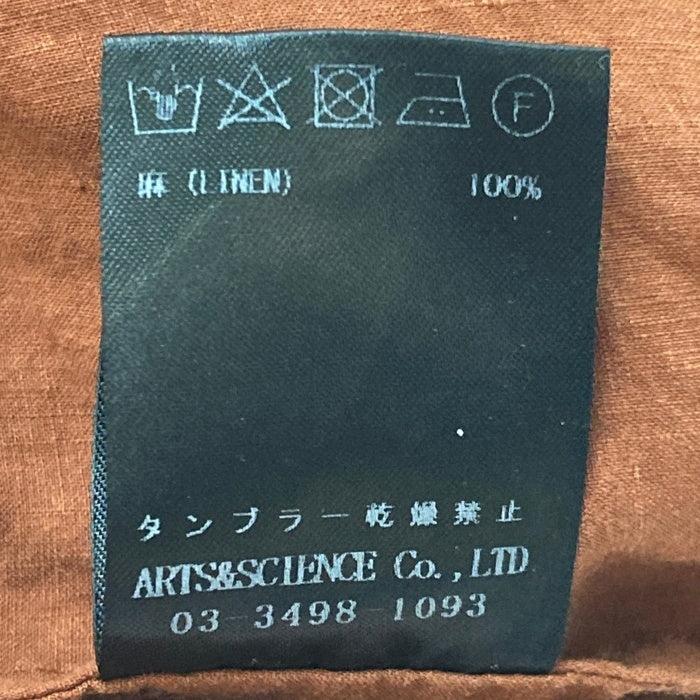 F
麻 (LINEN) 100%
タンブラー乾燥禁止
ARTS&SCIENCE Co., LTD
03-3498-1093